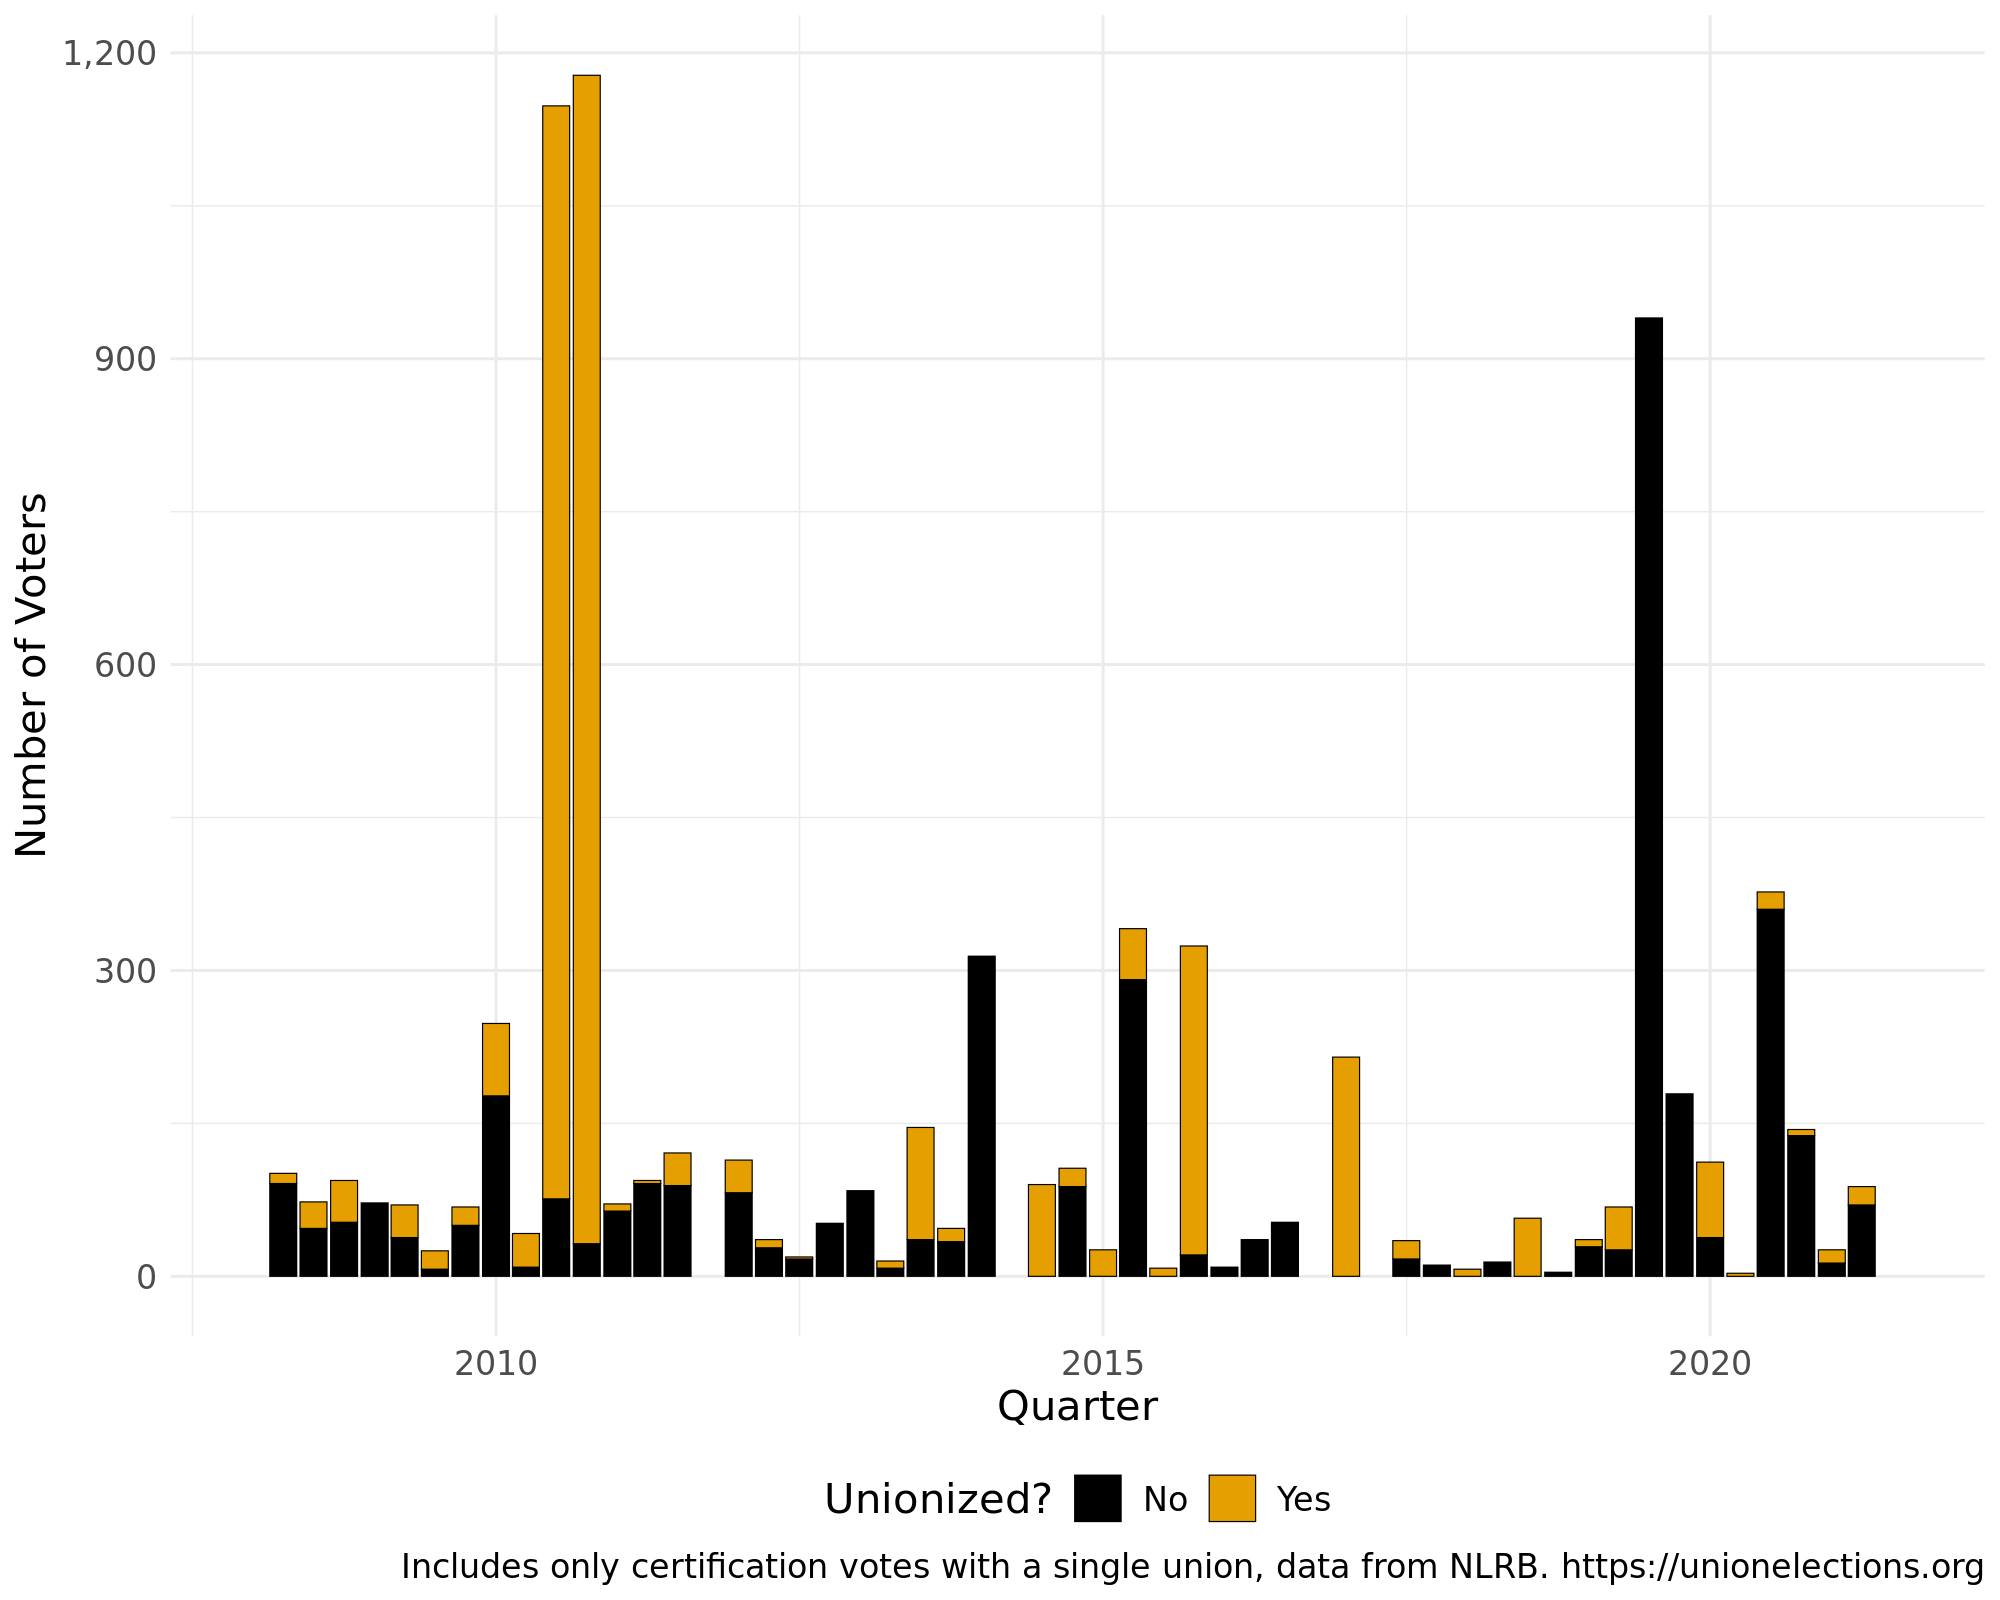 1,200
900
600
300
0
Number of Voters
2010
2015
2020
Quarter
Unionized?
No
Yes
Includes only certification votes with a single union, data from NLRB. https://unionelections.org